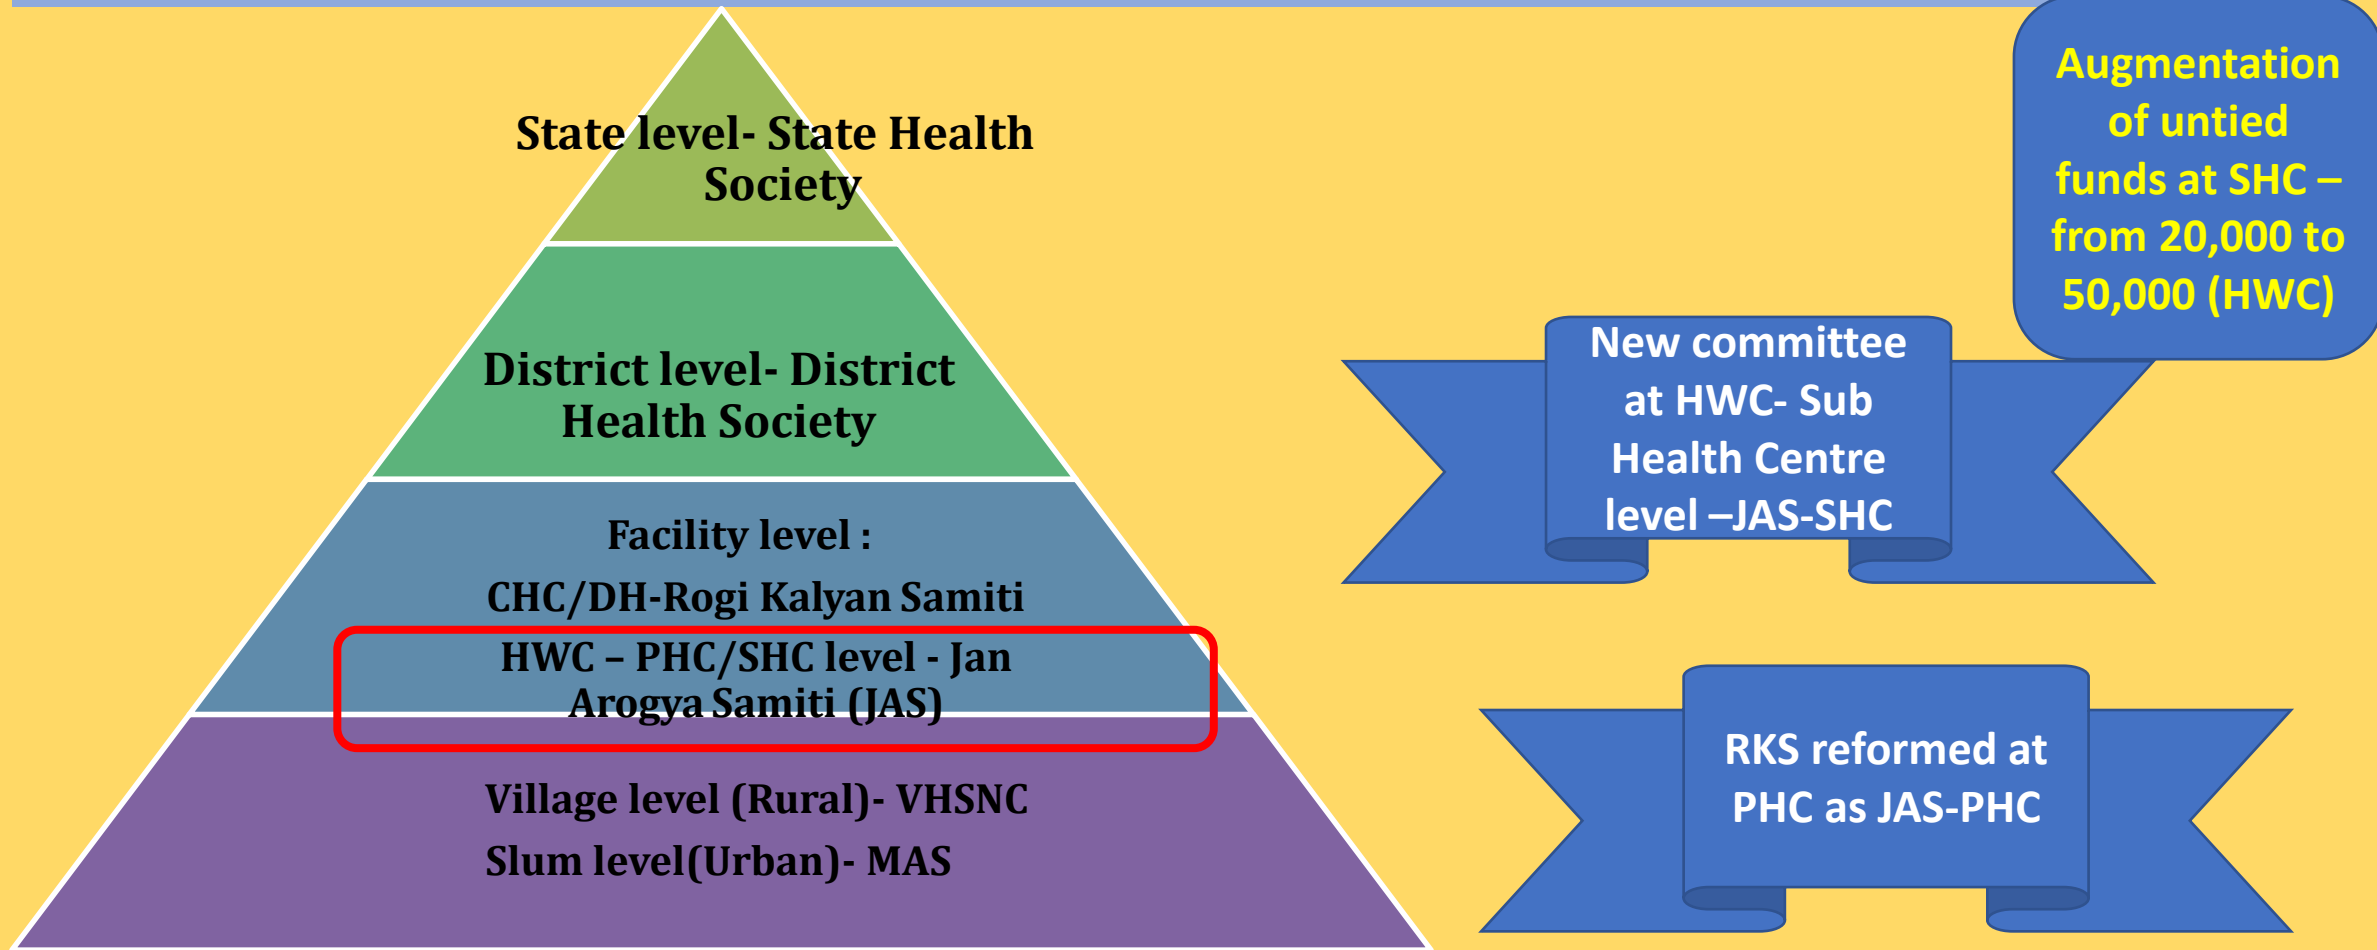 State level- State Health
Society
District level- District
Health Society
Facility level :
CHC/DH-Rogi Kalyan Samiti
HWC – PHC/SHC level - Jan
Arogya Samiti (JAS)
Village level (Rural)- VHSNC
Slum level(Urban)- MAS
Augmentation
of untied
funds at SHC –
from 20,000 to
50,000 (HWC)
New committee
at HWC- Sub
Health Centre
level –JAS-SHC
RKS reformed at
PHC as JAS-PHC